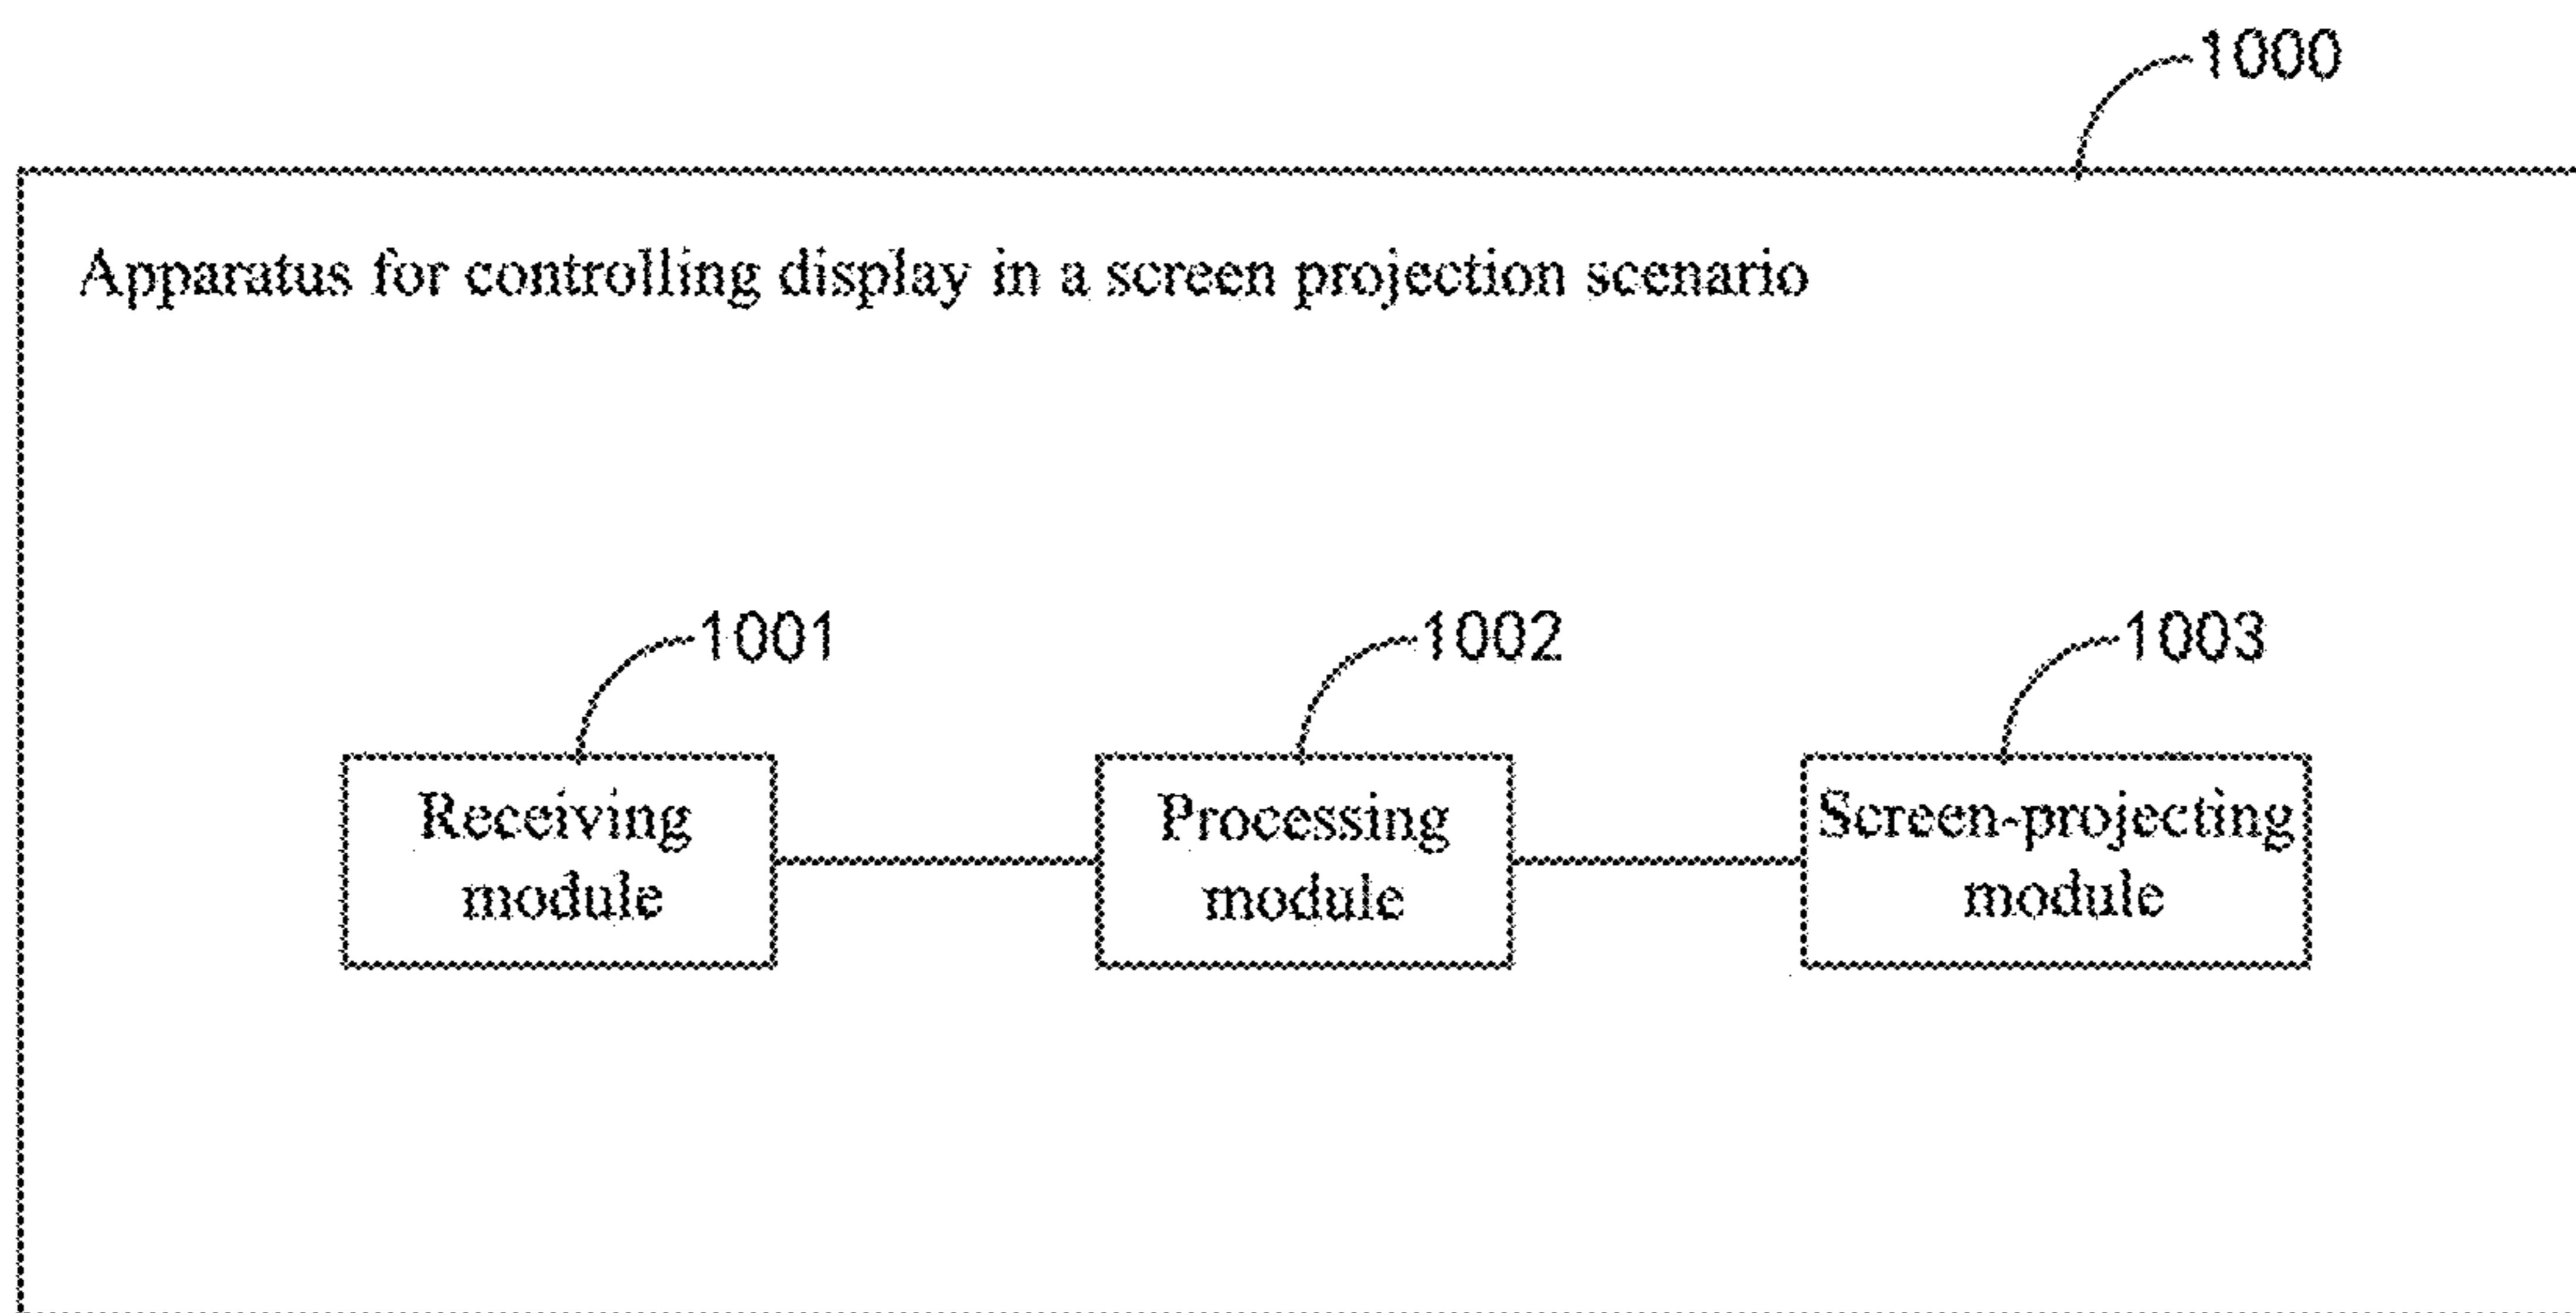 1000
Apparatus for controlling display in a screen projection scenario
1001
1002
1003
Receiving
module
Processing
module
Screen-projecting
module